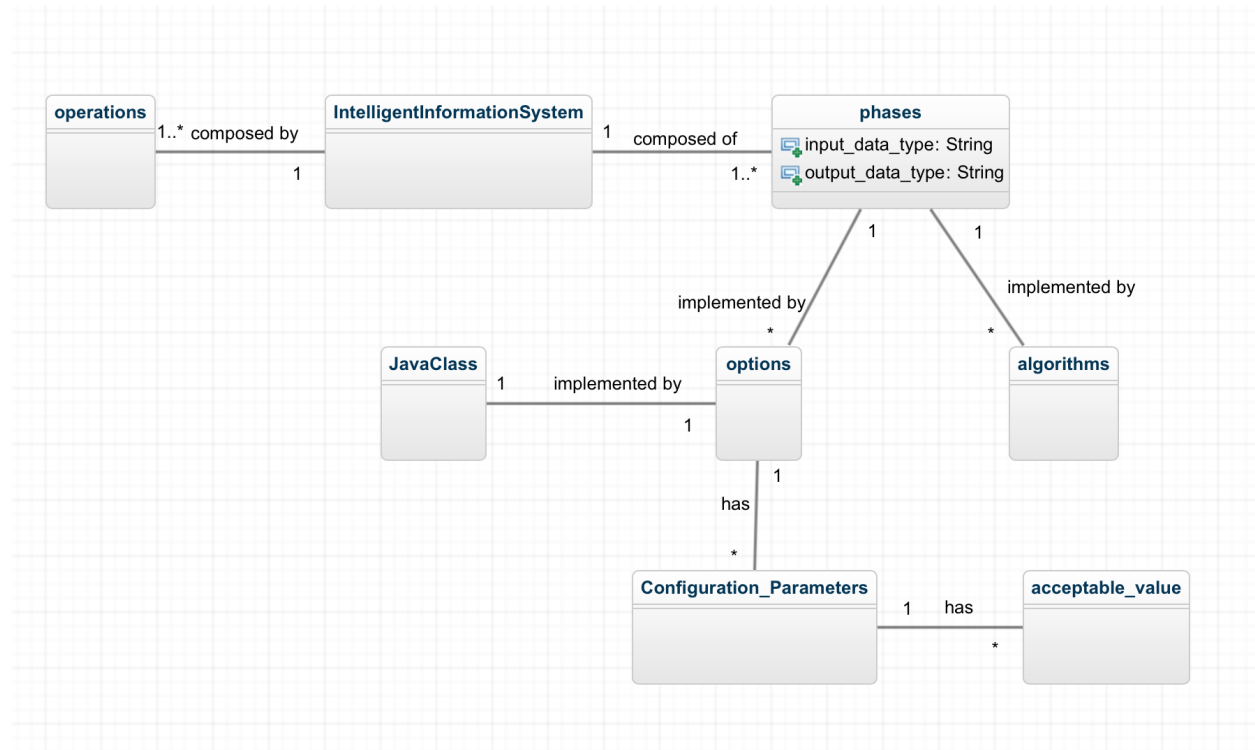 operations
IntelligentInformationSystem
phases
1..* composed by
1
1
composed of
1..*
input_data_type: String
output_data_type: String
1
1
implemented by
*
implemented by
*
JavaClass
options
algorithms
1
implemented by
1
1
has
*
Configuration_Parameters
acceptable_value
1
has
*